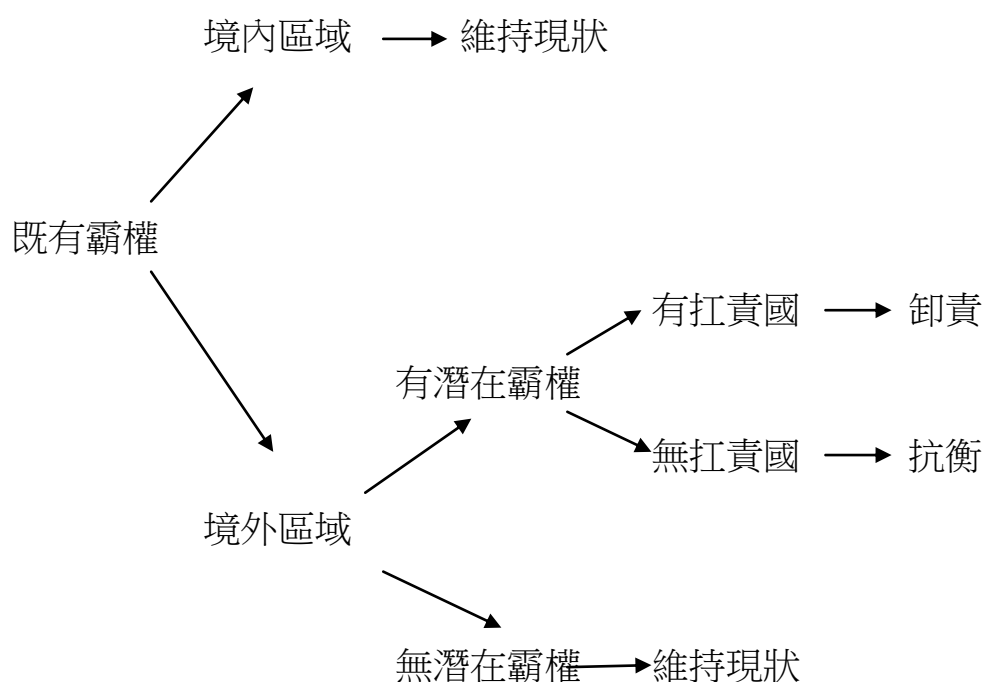 境內區域 維持現狀
既有霸權
有扛責國 卸責
有潛在霸權
無扛責國 抗衡
境外區域
無潛在霸權 維持現狀